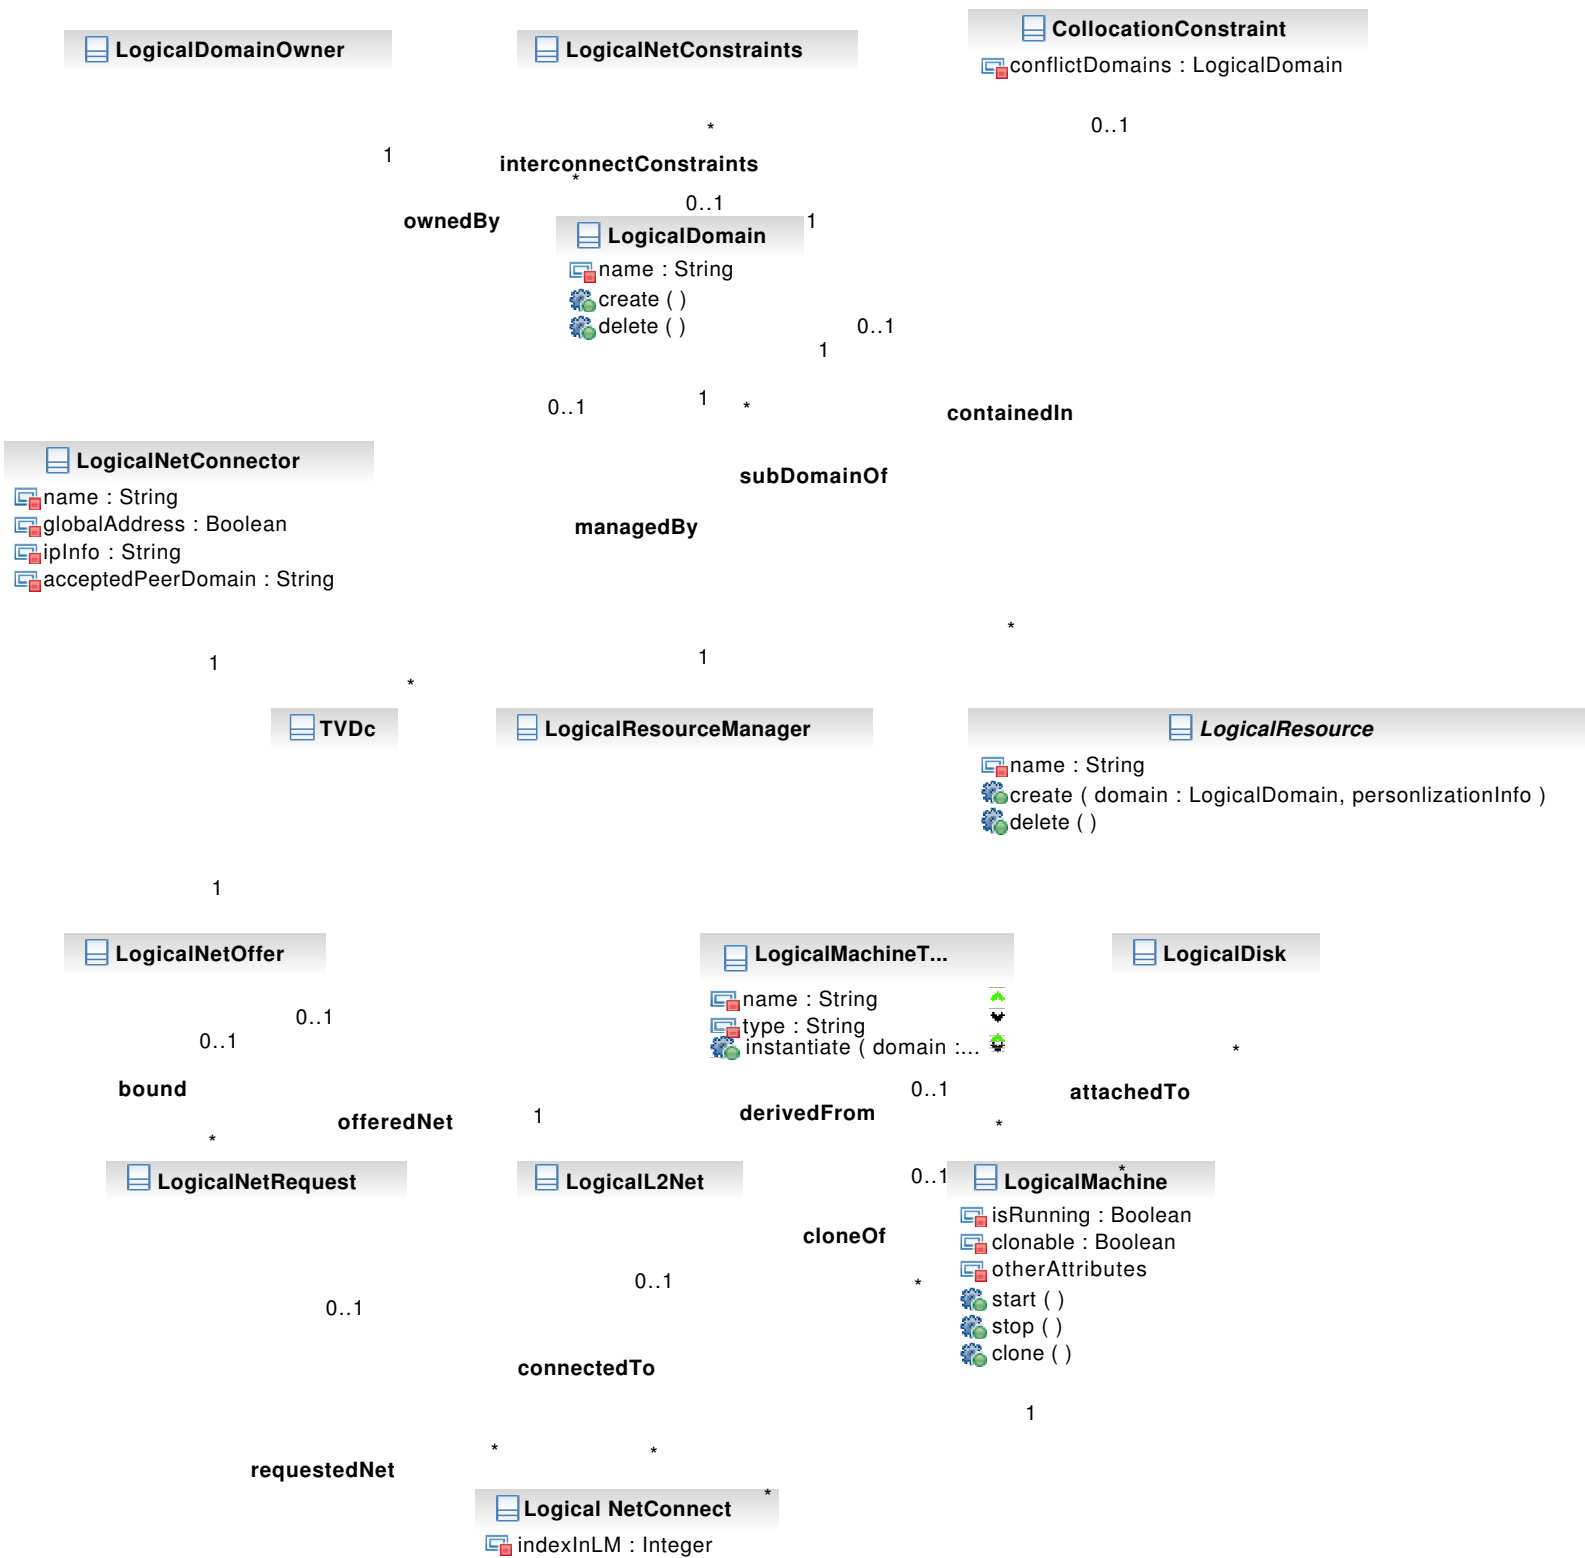 LogicalDomainOwner
LogicalNetConstraints
CollocationConstraint
conflictDomains : LogicalDomain
*
0..1
1
interconnectConstraints
*
0..1
ownedBy
1
LogicalDomain
name : String
create ( )
delete ( )
0..1
1
0..1
1
*
containedIn
LogicalNetConnector
name : String
globalAddress : Boolean
ipInfo : String
acceptedPeerDomain : String
subDomainOf
managedBy
*
1
1
*
TVDc
LogicalResourceManager
LogicalResource
name : String
create ( domain : LogicalDomain, personlizationInfo )
delete ( )
1
LogicalNetOffer
LogicalMachineT...
name : String
type : String
instantiate ( domain :...
LogicalDisk
0..1
0..1
*
bound
0..1
attachedTo
offeredNet
1
derivedFrom
*
*
LogicalNetRequest
LogicalL2Net
0..1
*
LogicalMachine
isRunning : Boolean
clonable : Boolean
otherAttributes
start ( )
stop ( )
clone ( )
cloneOf
0..1
*
0..1
connectedTo
1
*
*
requestedNet
*
Logical NetConnect
indexInLM : Integer